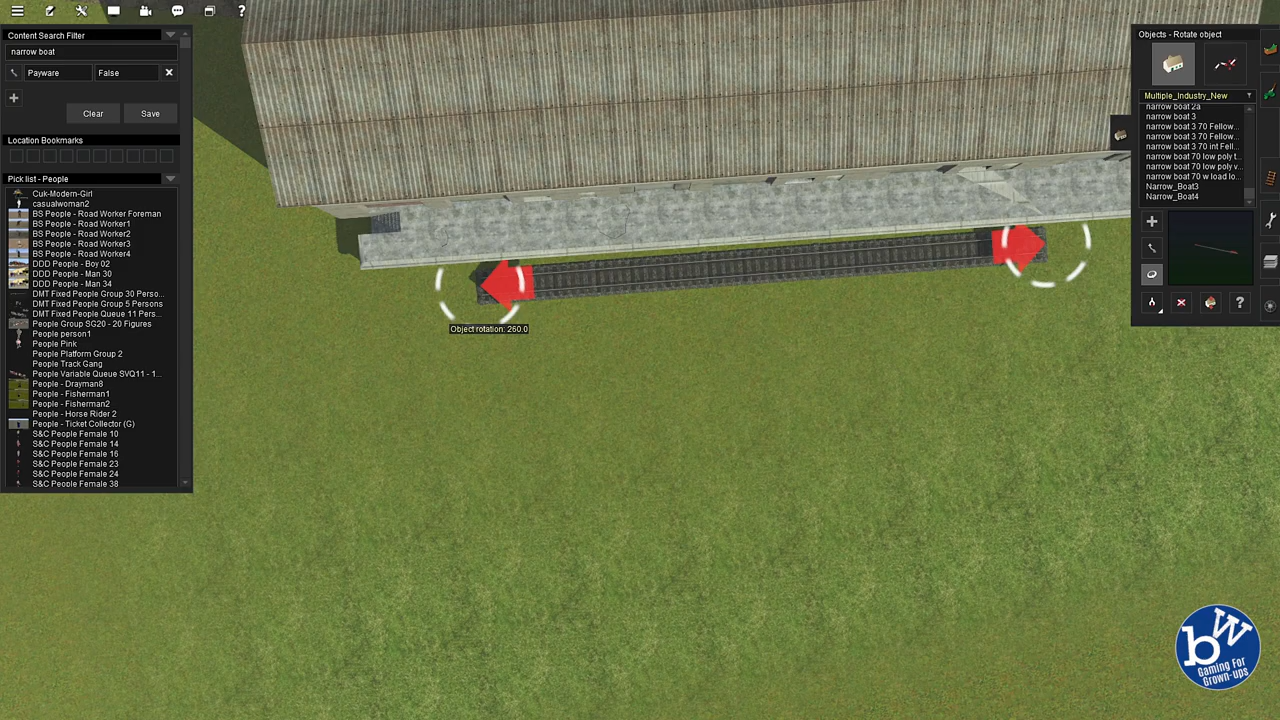 Content Search Filter
narrow boat
Payware False
Clear Save
Location Bookmarks
Pick list - People
Cuk-Modern-Girl
casualwoman2
BS People - Road Worker Foreman
BS People - Road Worker1
BS People - Road Worker2
BS People - Road Worker3
BS People - Road Worker4
DDD People - Boy 02
DDD People - Man 30
DDD People - Man 34
DMT Fixed People Group 30 Perso...
DMT Fixed People Group 5 Persons
DMT Fixed People Queue 11 Pers...
People Group SG20 - 20 Figures
People person1
People Pink
People Platform Group 2
People Track Gang
People Variable Queue SVQ11 - 1...
People - Drayman8
People - Fisherman1
People - Fisherman2
People - Horse Rider 2
People - Ticket Collector (G)
S&C People Female 10
S&C People Female 14
S&C People Female 16
S&C People Female 23
S&C People Female 24
S&C People Female 38
Object rotation: 260.0
Objects - Rotate object
Multiple_Industry_New
narrow boat 2a
narrow boat 3
narrow boat 3 70 Fellow...
narrow boat 3 70 Fellow...
narrow boat 3 70 int Fell...
narrow boat 70 low poly t...
narrow boat 70 low poly v...
narrow boat 70 w load lo...
Narrow_Boat3
Narrow_Boat4
bW
Gaming For
Grown-ups